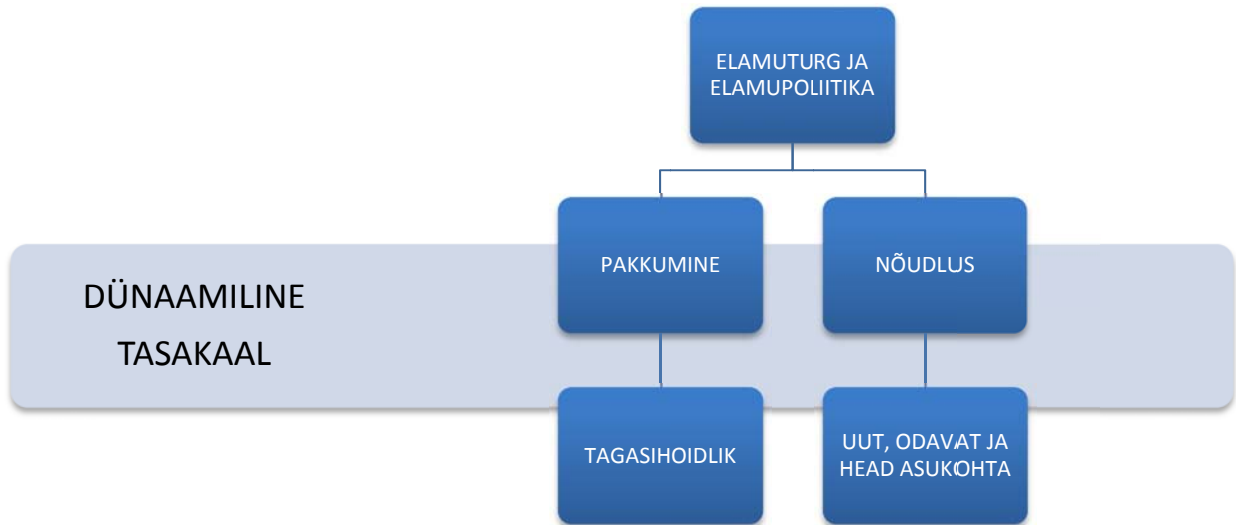 ELAMUTURG JA
ELAMUPOLIITIKA
PAKKUMINE
NÕUDLUS
DÜNAAMILINE
TASAKAAL
TAGASIHOIDLIK
UUT, ODAVAT JA
HEAD ASUKOHTA